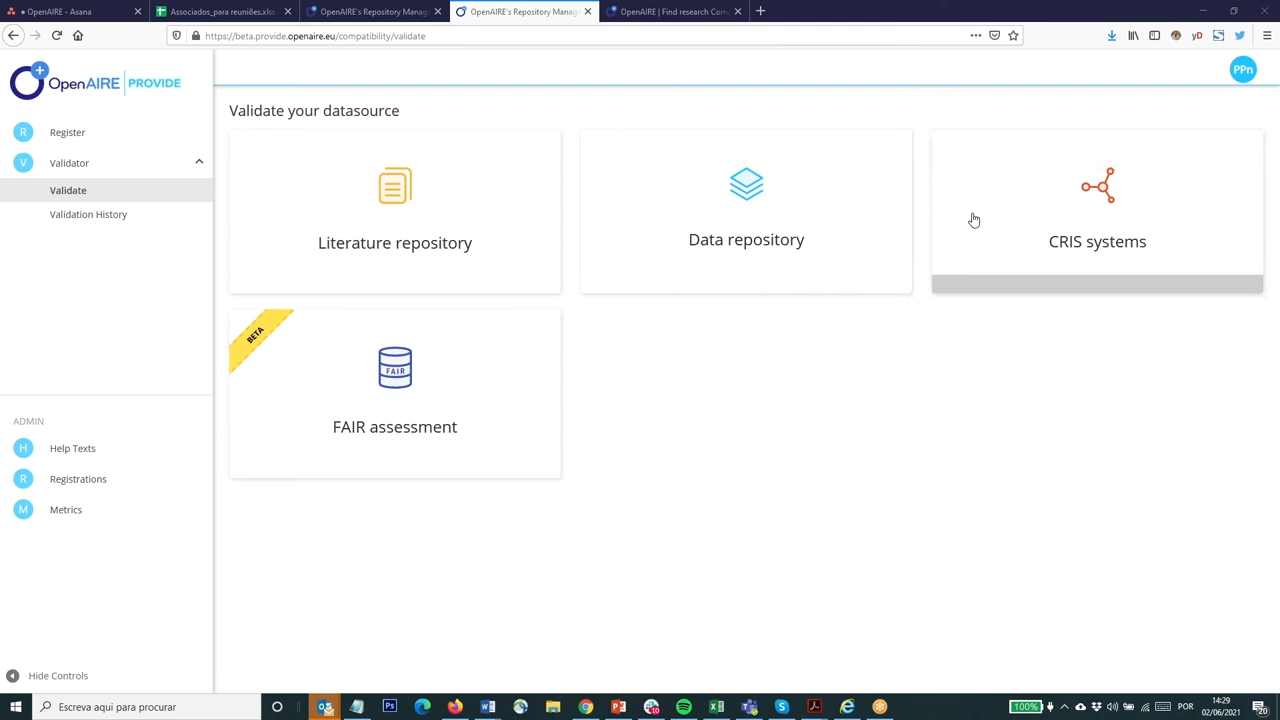 OpenAIRE - Asana
Associados_para reuniões.xlsx
OpenAIRE's Repository Manage
OpenAIRE's Repository Manage
OpenAIRE | Find research Com
https://beta.provide.openaire.eu/compatibility/validate
OpenAIRE PROVIDE
PPn
R Register
V Validator
Validate
Validation History
ADMIN
H Help Texts
R Registrations
M Metrics
Hide Controls
Validate your datasource
Literature repository
Data repository
CRIS systems
BETA
FAIR
FAIR assessment
Escreva aqui para procurar
100%
POR
14:29
02/06/2021